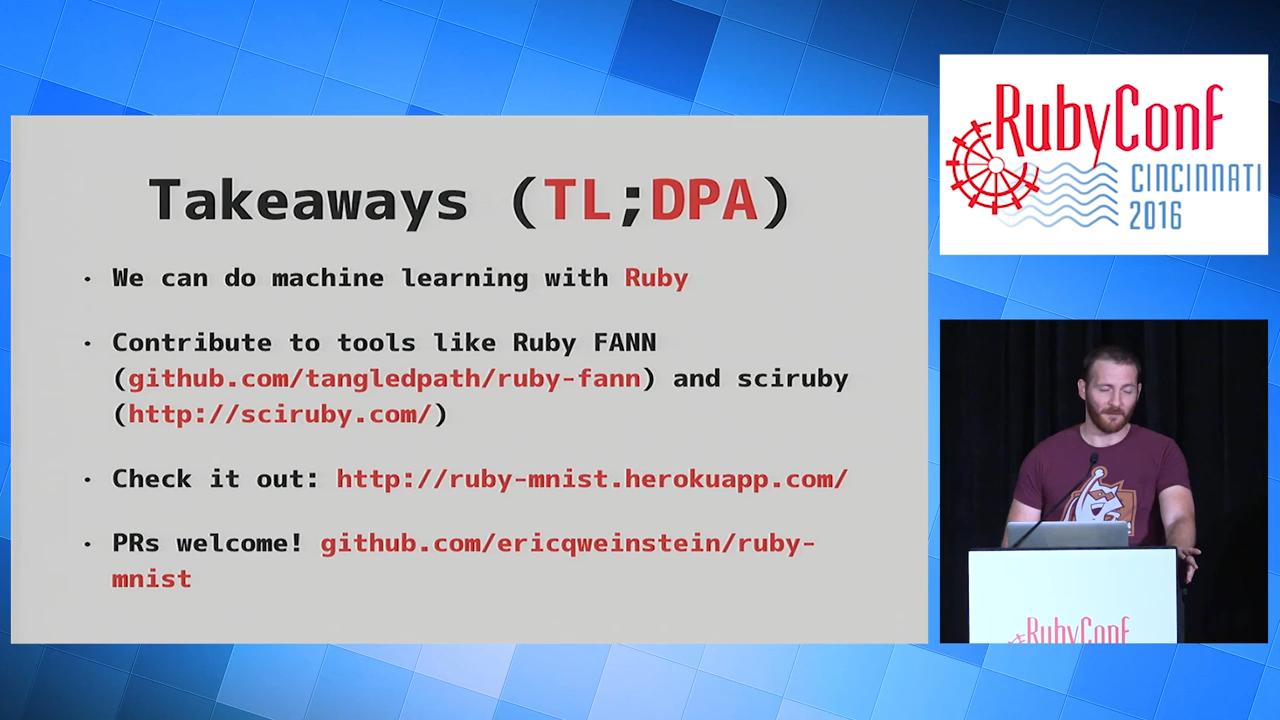 Takeaways (TL;DPA)
• We can do machine learning with Ruby
• Contribute to tools like Ruby FANN
(github.com/tangledpath/ruby-fann) and sciruby
(http://sciruby.com/)
• Check it out: http://ruby-mnist.herokuapp.com/
• PRs welcome! github.com/ericqweinstein/ruby-
mnist
RubyConf
CINCINNATI
2016
RubyConf